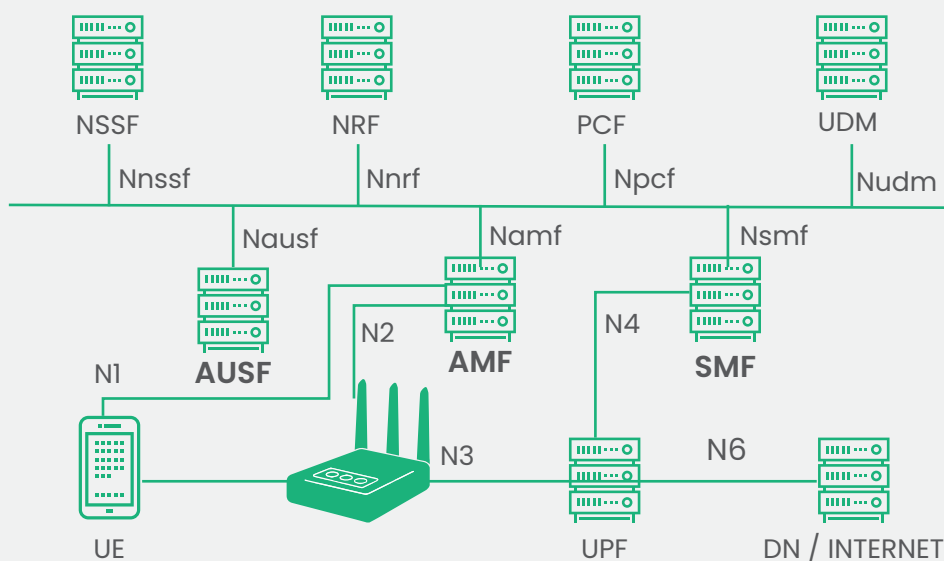 NSSF
NRF
PCF
UDM
Nnssf
Nnrf
Npcf
Nudm
Nausf
Namf
Nsmf
N2
N4
AUSF
AMF
SMF
N1
N3
N6
UE
UPF
DN / INTERNET